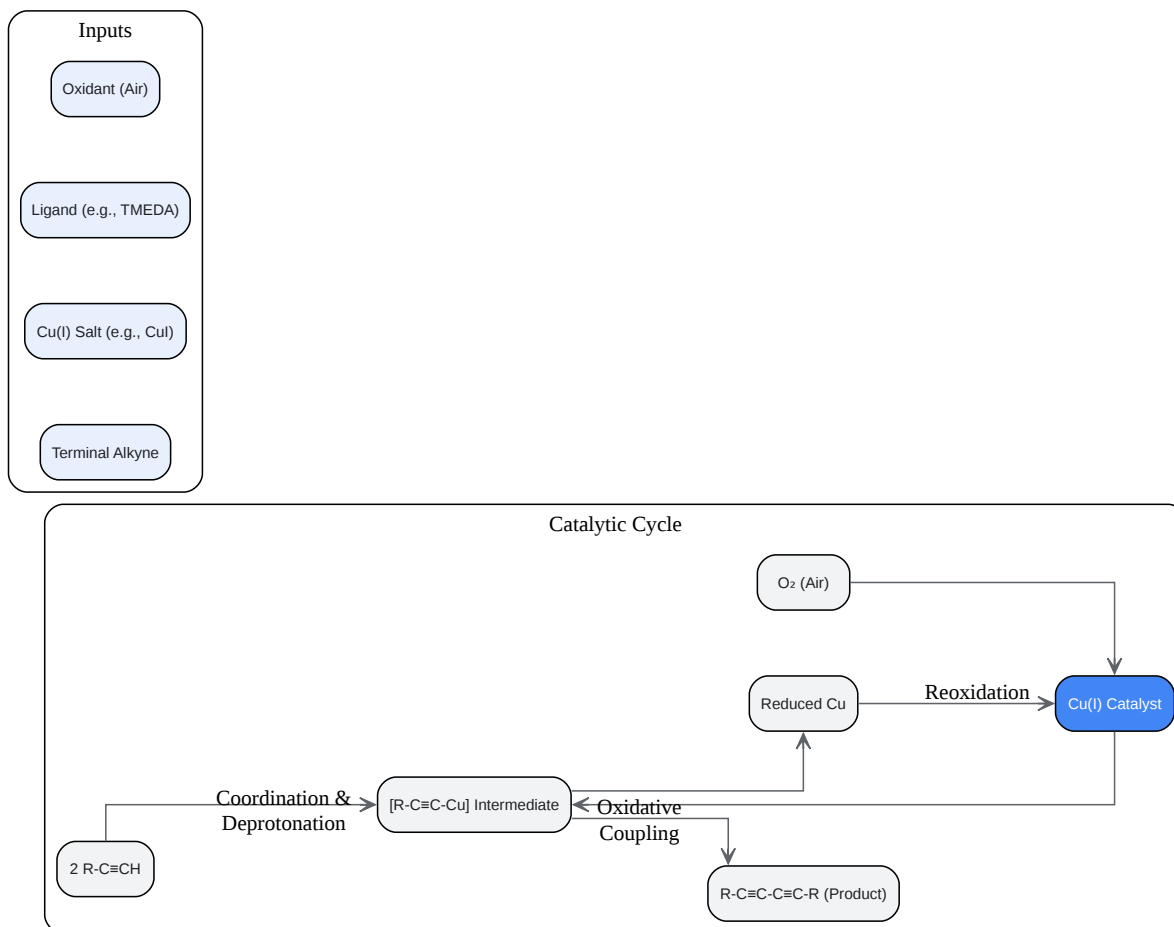 Inputs
Oxidant (Air)
Ligand (e.g., TMEDA)
Cu(I) Salt (e.g., CuI)
Terminal Alkyne
Catalytic Cycle
O₂ (Air)
Reduced Cu
Reoxidation
Cu(I) Catalyst
Coordination &
Deprotonation
[R-C≡C-Cu] Intermediate
Oxidative
Coupling
2 R-C≡CH
R-C≡C-C≡C-R (Product)